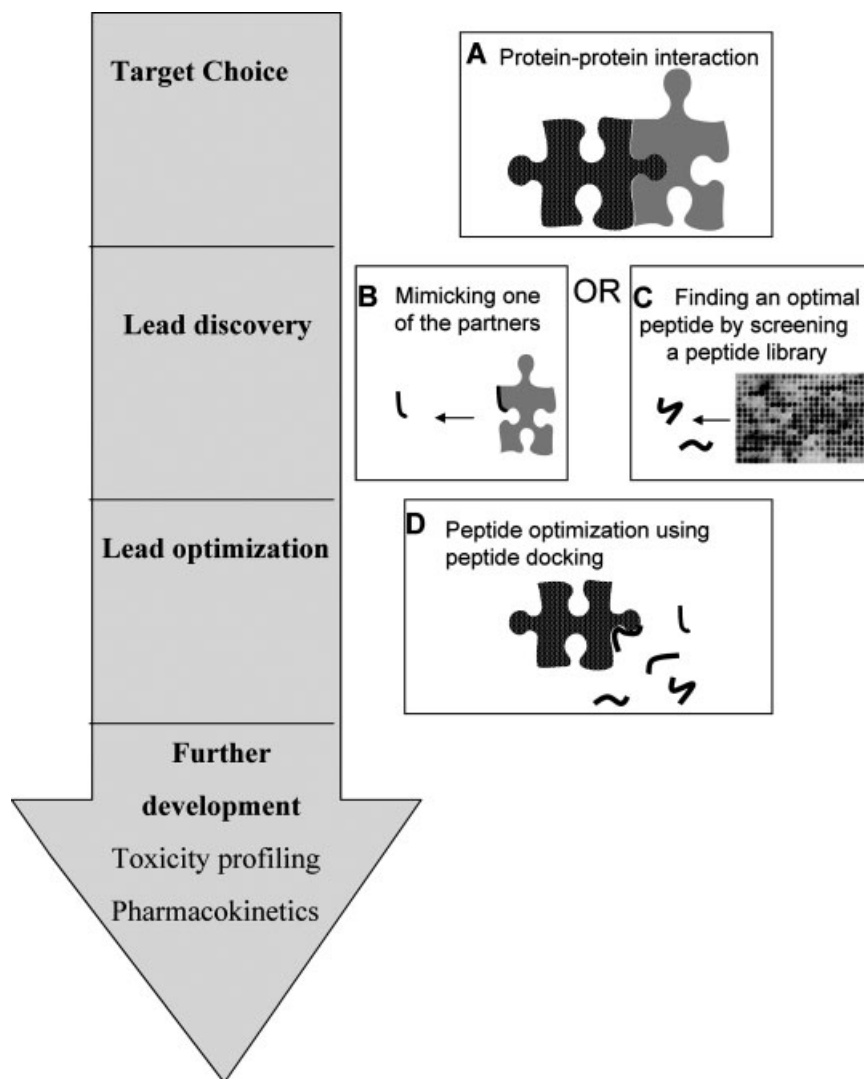 Target Choice
A Protein-protein interaction
Lead discovery
B Mimicking one
of the partners
OR
C Finding an optimal
peptide by screening
a peptide library
Lead optimization
D Peptide optimization using
peptide docking
Further
development
Toxicity profiling
Pharmacokinetics